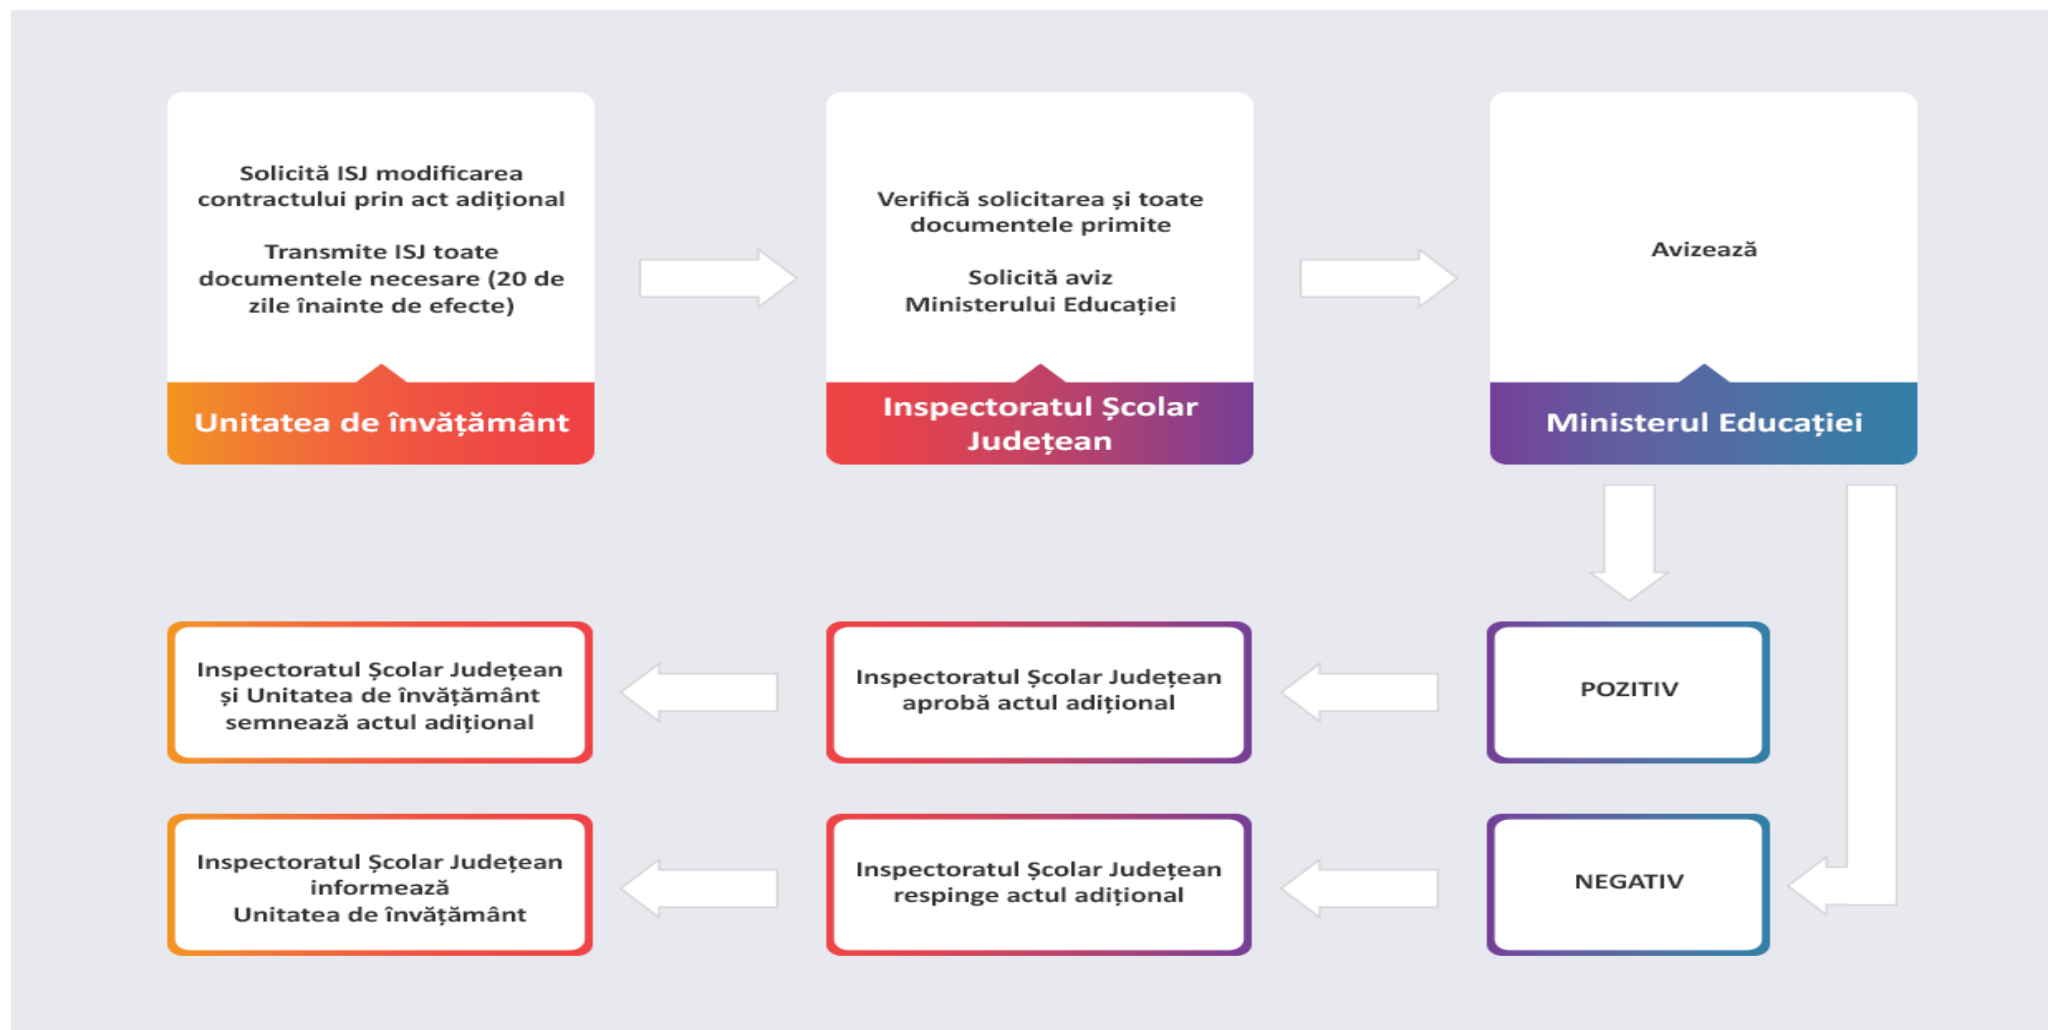 Solicită ISJ modificarea
contractului prin act adițional
Transmite ISJ toate
documentele necesare (20 de
zile înainte de efecte)
Unitatea de învățământ
Verifică solicitarea și toate
documentele primite
Solicită aviz
Ministerului Educației
Inspectoratul Școlar
Județean
Avizează
Ministerul Educației
POZITIV
Inspectoratul Școlar Județean
aprobă actul adițional
Inspectoratul Școlar Județean
și Unitatea de învățământ
semnează actul adițional
NEGATIV
Inspectoratul Școlar Județean
respinge actul adițional
Inspectoratul Școlar Județean
informează
Unitatea de învățământ